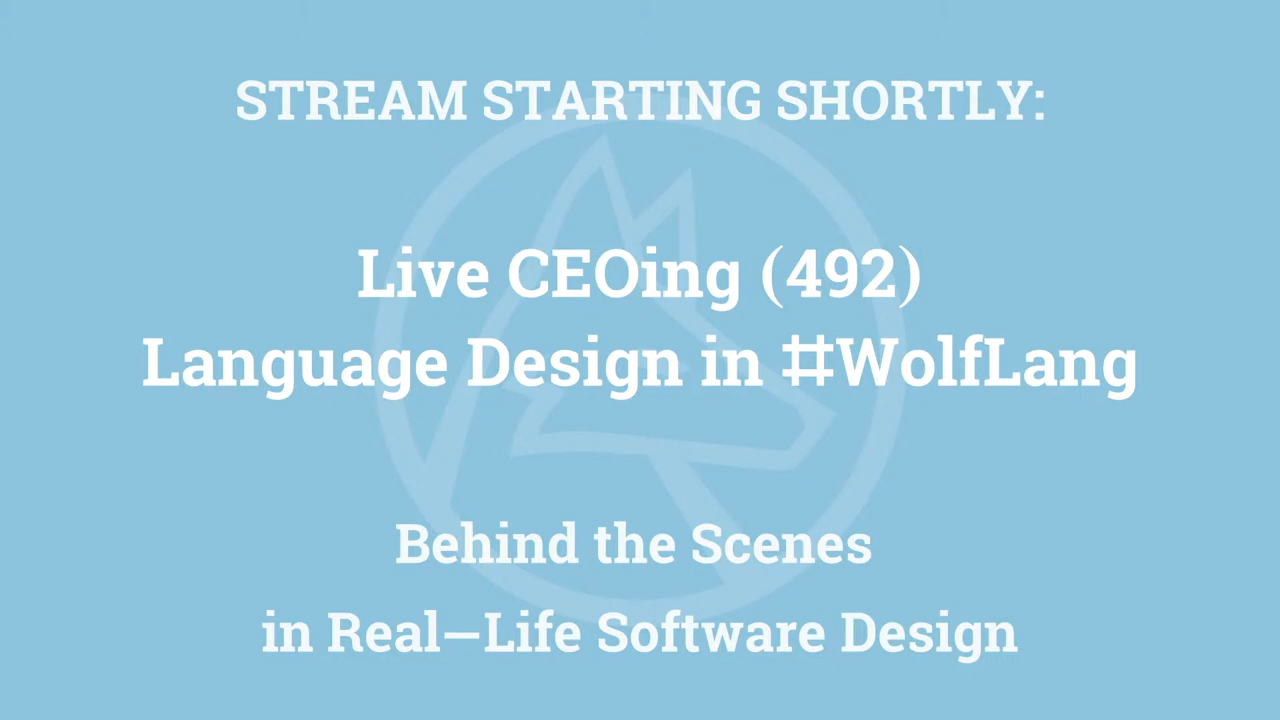 STREAM STARTING SHORTLY:
Live CEOing (492)
Language Design in #WolfLang
Behind the Scenes
in Real—Life Software Design